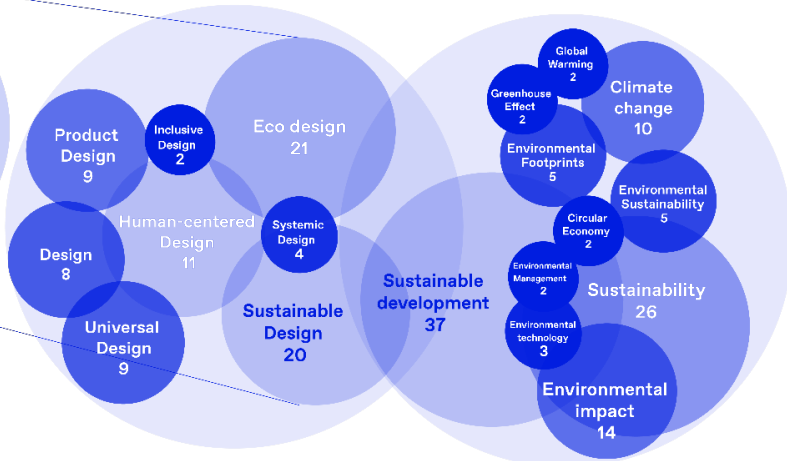 Product
Design
9
Inclusive
Design
2
Eco design
21
Human-centered
Design
11
Systemic
Design
4
Design
8
Universal
Design
9
Sustainable
Design
20
Sustainable
development
37
Global
Warming
2
Greenhouse
Effect
2
Climate
change
10
Environmental
Footprints
5
Environmental
Sustainability
5
Circular
Economy
2
Environmental
Management
2
Sustainability
26
Environmental
technology
3
Environmental
impact
14